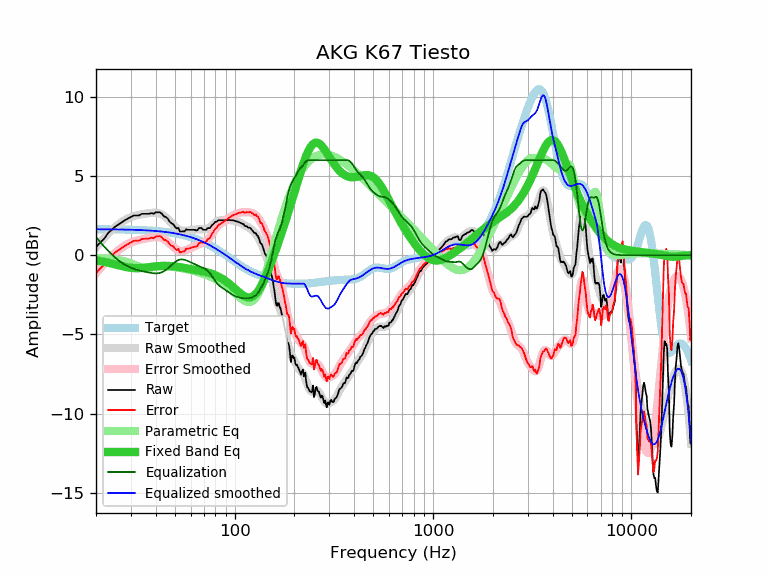 AKG K67 Tiesto
Amplitude (dBr)
10
5
0
−5
−10
−15
Target
Raw Smoothed
Error Smoothed
Raw
Error
Parametric Eq
Fixed Band Eq
Equalization
Equalized smoothed
100 1000 10000
Frequency (Hz)